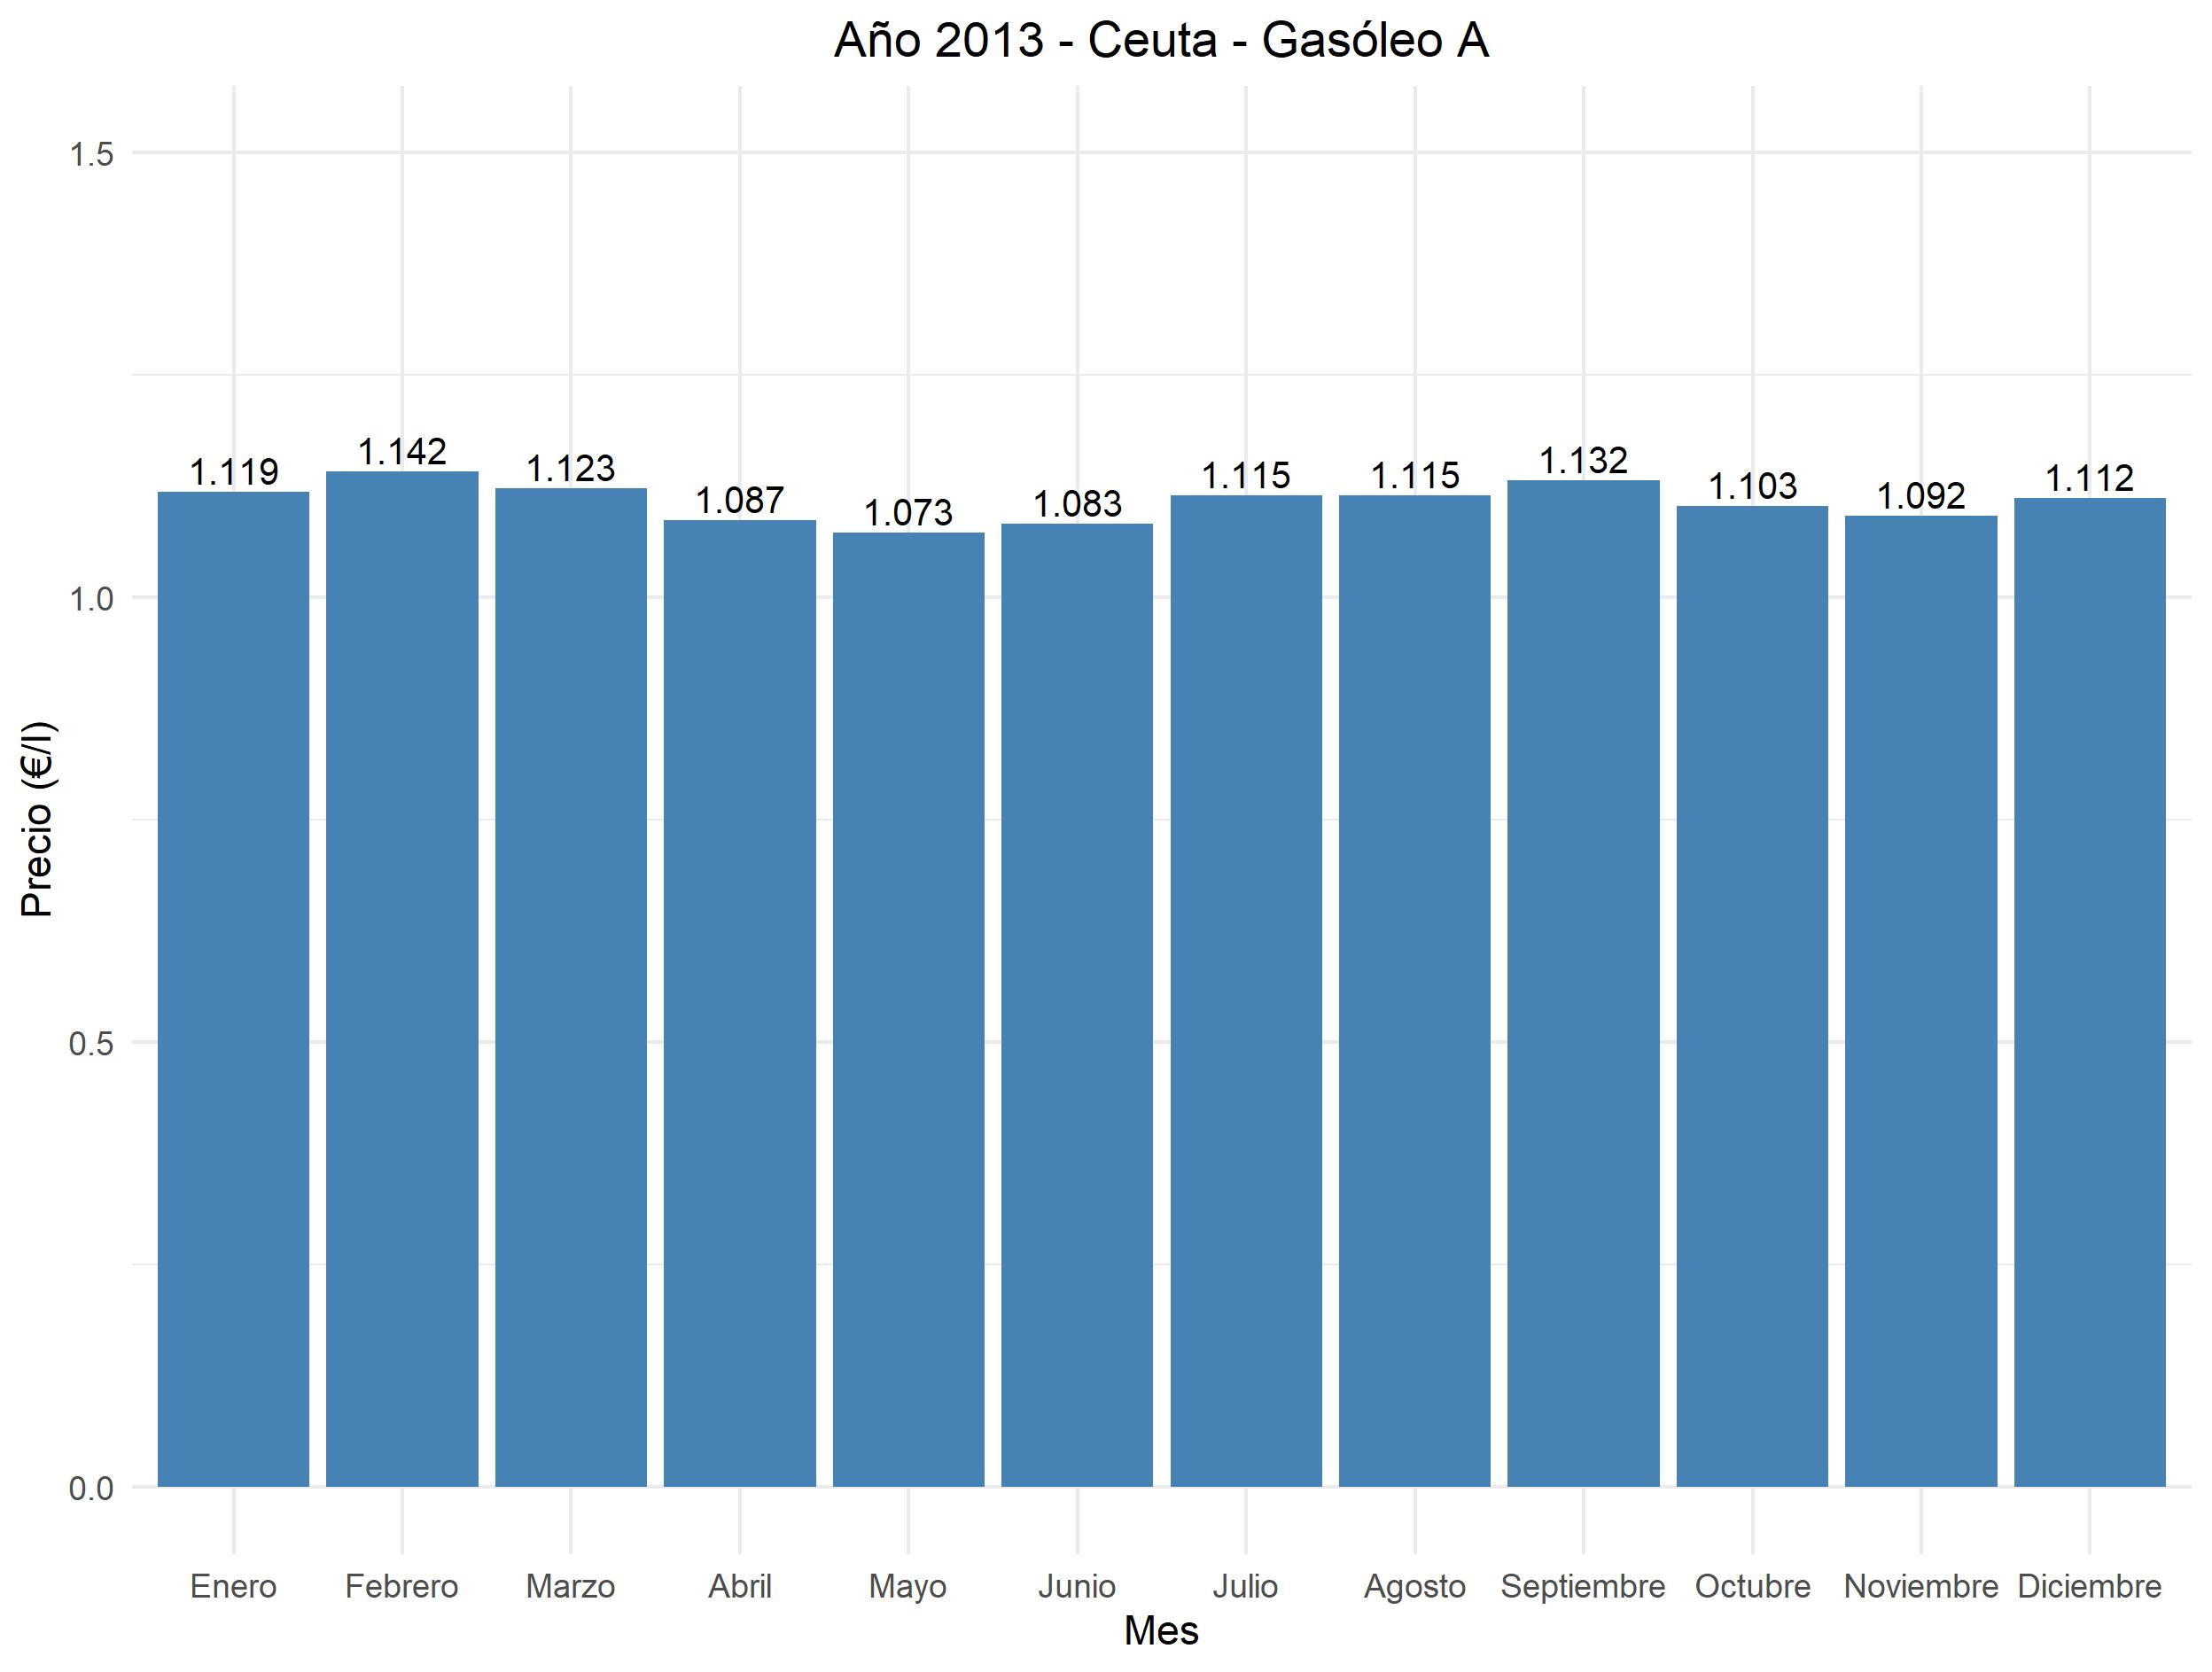 Año 2013 - Ceuta - Gasóleo A
1.5
1.0
0.5
0.0
Precio (€/l)
1.119 1.142 1.123 1.087 1.073 1.083 1.115 1.115 1.132 1.103 1.092 1.112
Enero Febrero Marzo Abril Mayo Junio Julio Agosto Septiembre Octubre Noviembre Diciembre
Mes